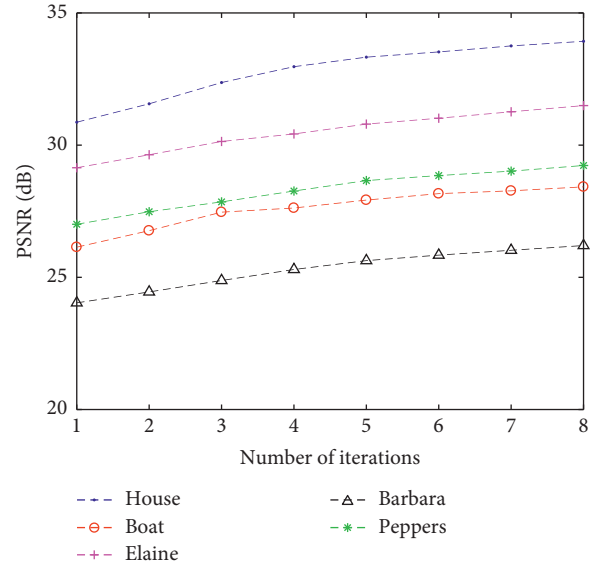 35
30
25
20
PSNR (dB)
1 2 3 4 5 6 7 8
Number of iterations
House
Boat
Elaine
Barbara
Peppers